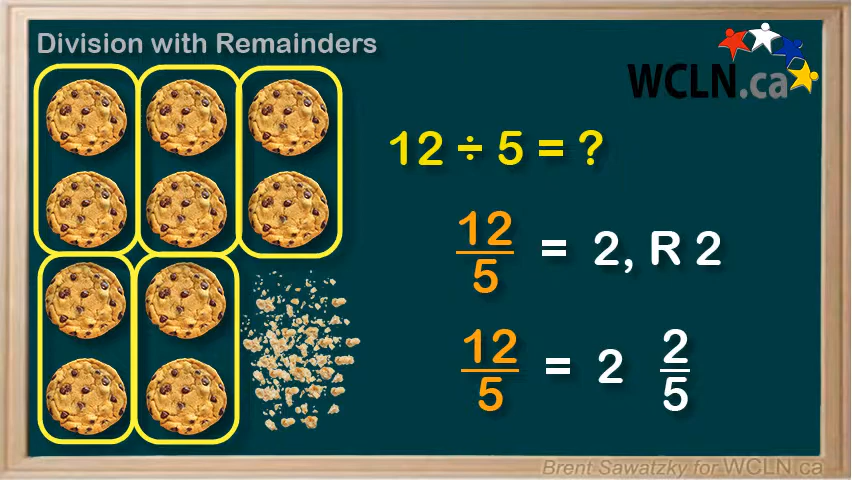 Division with Remainders
WCLN.ca
12 ÷ 5 = ?
12/5 = 2, R 2
12/5 = 2 2/5
Brent Sawatzky for WCLN.ca